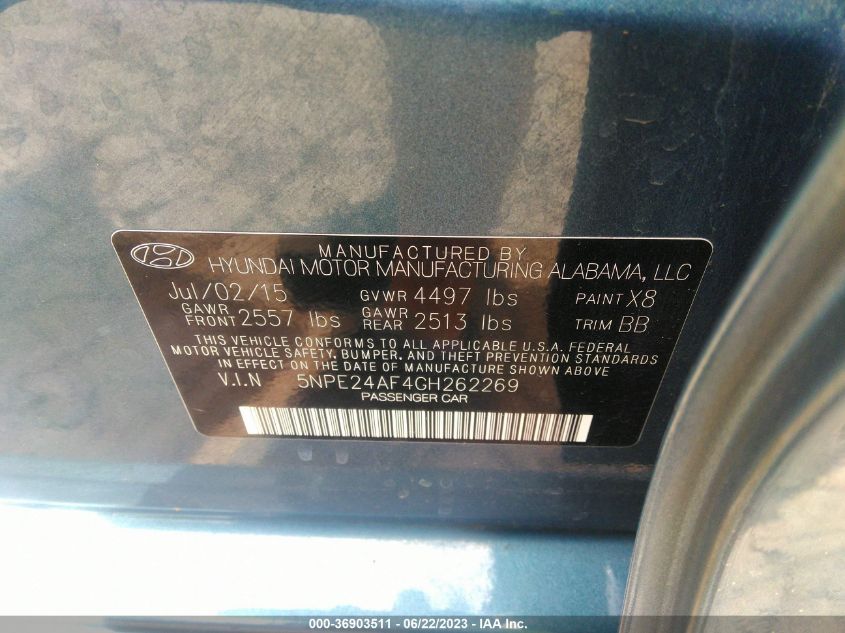 MANUFACTURED BY
HYUNDAI MOTOR MANUFACTURING ALABAMA, LLC
Jul/02/15 GVWR 4497 lbs PAINT X8
GAWR FRONT 2557 lbs GAWR REAR 2513 lbs TRIM BB
THIS VEHICLE CONFORMS TO ALL APPLICABLE U.S.A. FEDERAL
MOTOR VEHICLE SAFETY, BUMPER, AND THEFT PREVENTION STANDARDS
IN EFFECT ON THE DATE OF MANUFACTURE SHOWN ABOVE.
V.I.N 5NPE24AF4GH262269
PASSENGER CAR
000-36903511 - 06/22/2023 - IAA Inc.